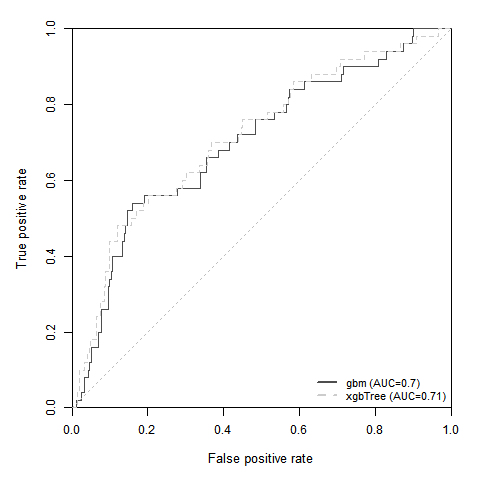 True positive rate
1.0
0.8
0.6
0.4
0.2
0.0
gbm (AUC=0.7)
xgbTree (AUC=0.71)
0.0 0.2 0.4 0.6 0.8 1.0
False positive rate